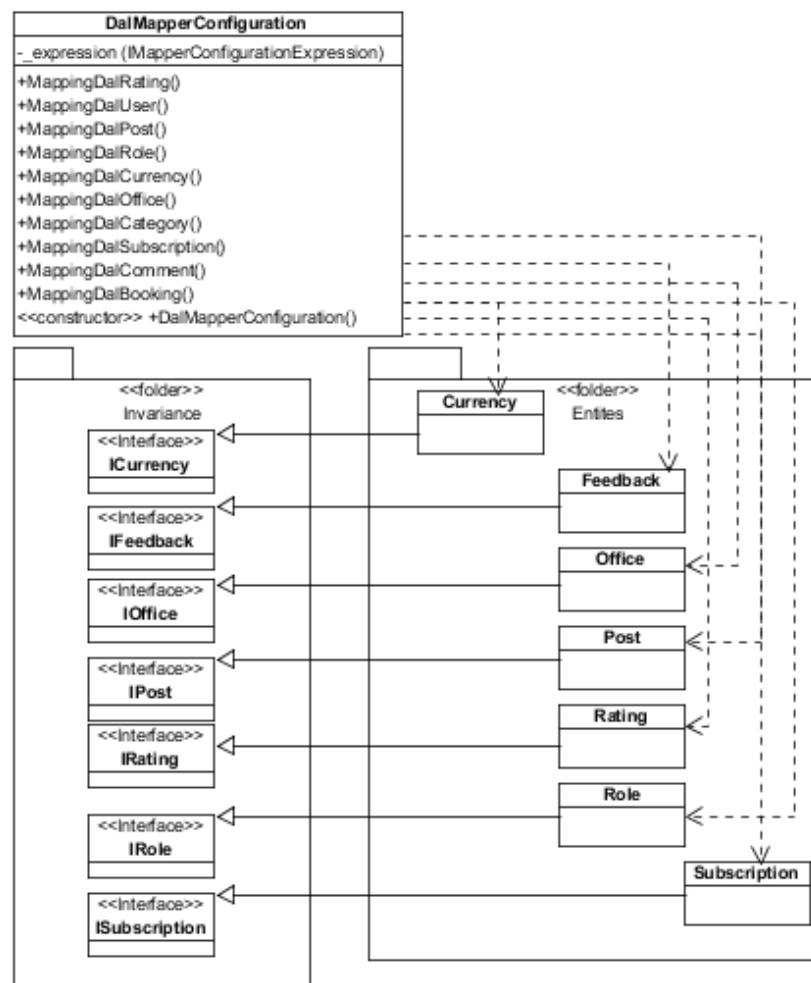 DalMapperConfiguration
-_expression (IMapperConfigurationExpression)
+MappingDalRating()
+MappingDalUser()
+MappingDalPost()
+MappingDalRole()
+MappingDalCurrency()
+MappingDalOffice()
+MappingDalCategory()
+MappingDalSubscription()
+MappingDalComment()
+MappingDalBooking()
<<constructor>> +DalMapperConfiguration()
<<folder>>
Invariance
<<Interface>>
ICurrency
<<Interface>>
IFeedback
<<Interface>>
IOffice
<<Interface>>
IPost
<<Interface>>
IRating
<<Interface>>
IRole
<<Interface>>
ISubscription
<<folder>>
Entites
Currency
Feedback
Office
Post
Rating
Role
Subscription